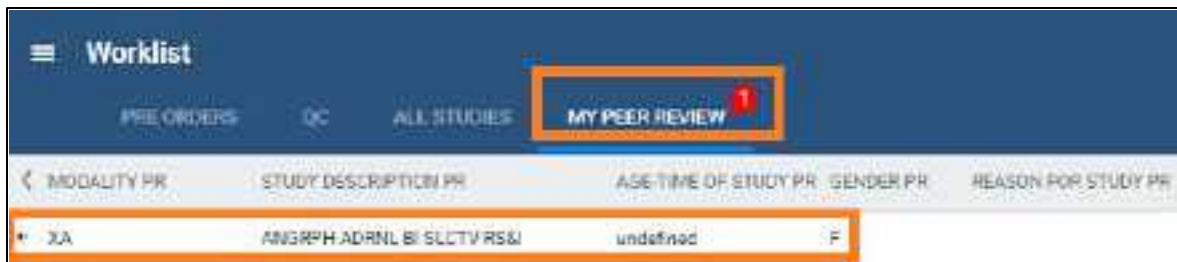 Worklist
PRE ORDERS QC ALL STUDIES MY PEER REVIEW 1
MODALITY PR STUDY DESCRIPTION PR AGE-TIME OF STUDY PR GENDER PR REASON FOR STUDY PR
XA ANGRPH ADRNL BI SLCTV RS&I undefined F